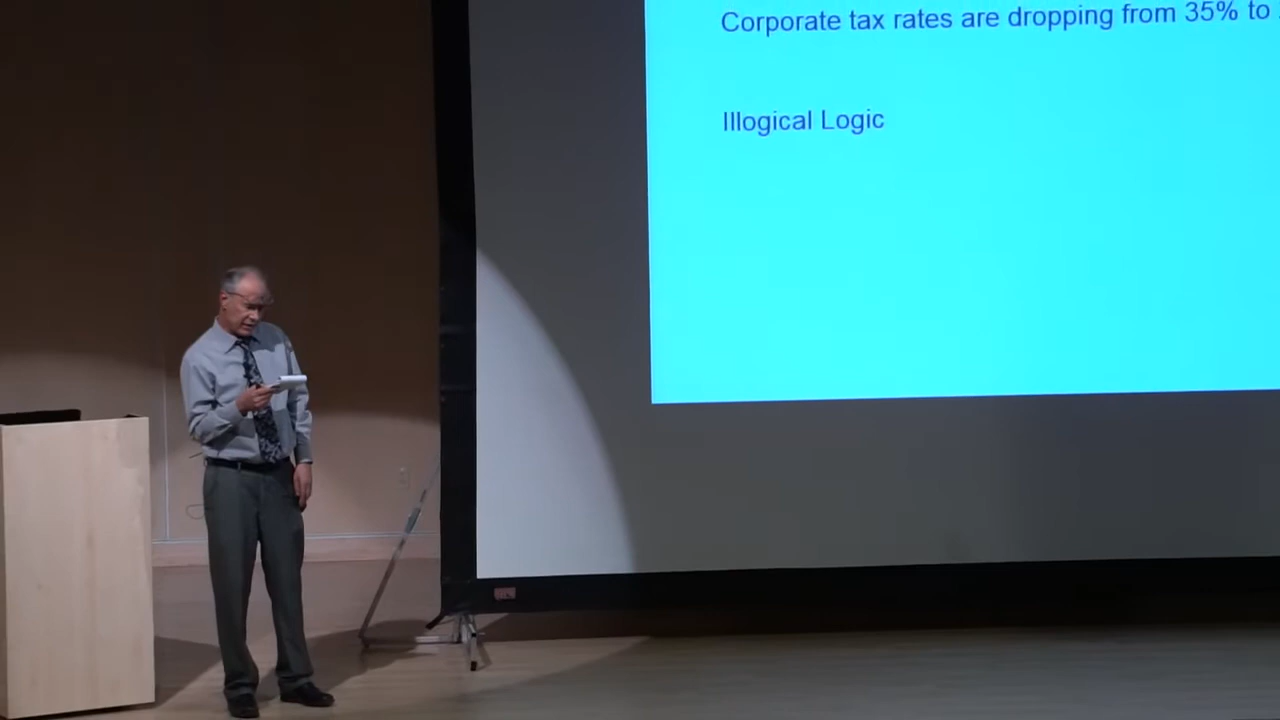 Corporate tax rates are dropping from 35% to
Illogical Logic